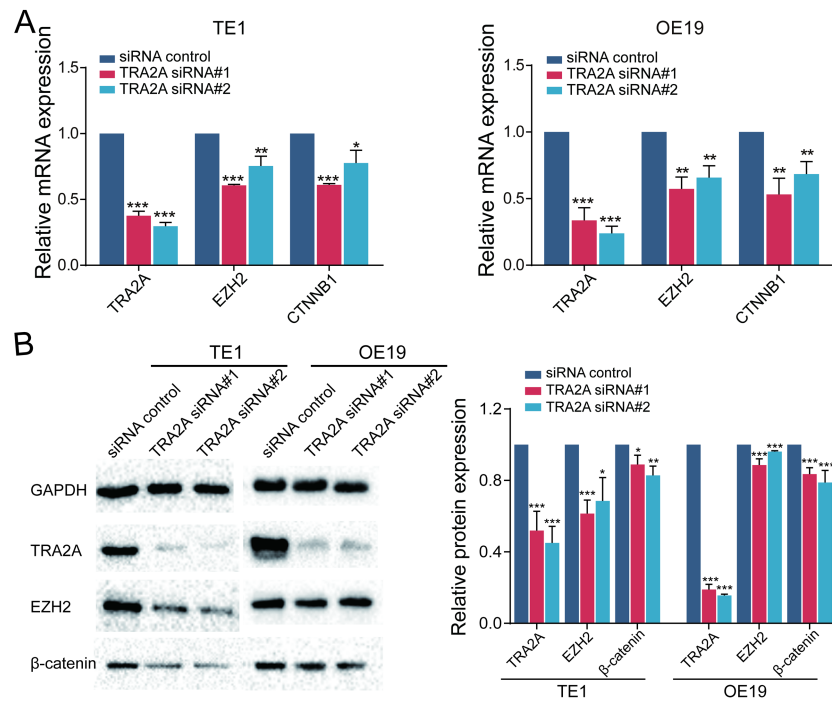 A
TE1
Relative mRNA expression
siRNA control
TRA2A siRNA#1
TRA2A siRNA#2
1.5
1.0
0.5
0.0
***
***
***
**
***
*
TRA2A
EZH2
CTNNB1
OE19
Relative mRNA expression
siRNA control
TRA2A siRNA#1
TRA2A siRNA#2
1.5
1.0
0.5
0.0
***
***
**
**
**
**
TRA2A
EZH2
CTNNB1
B
TE1
OE19
siRNA control
TRA2A siRNA#1
TRA2A siRNA#2
siRNA control
TRA2A siRNA#1
TRA2A siRNA#2
GAPDH
TRA2A
EZH2
β-catenin
siRNA control
TRA2A siRNA#1
TRA2A siRNA#2
Relative protein expression
1.2
0.8
0.4
0.0
***
***
***
*
*
**
***
***
***
***
***
***
TRA2A
EZH2
β-catenin
TRA2A
EZH2
β-catenin
TE1
OE19